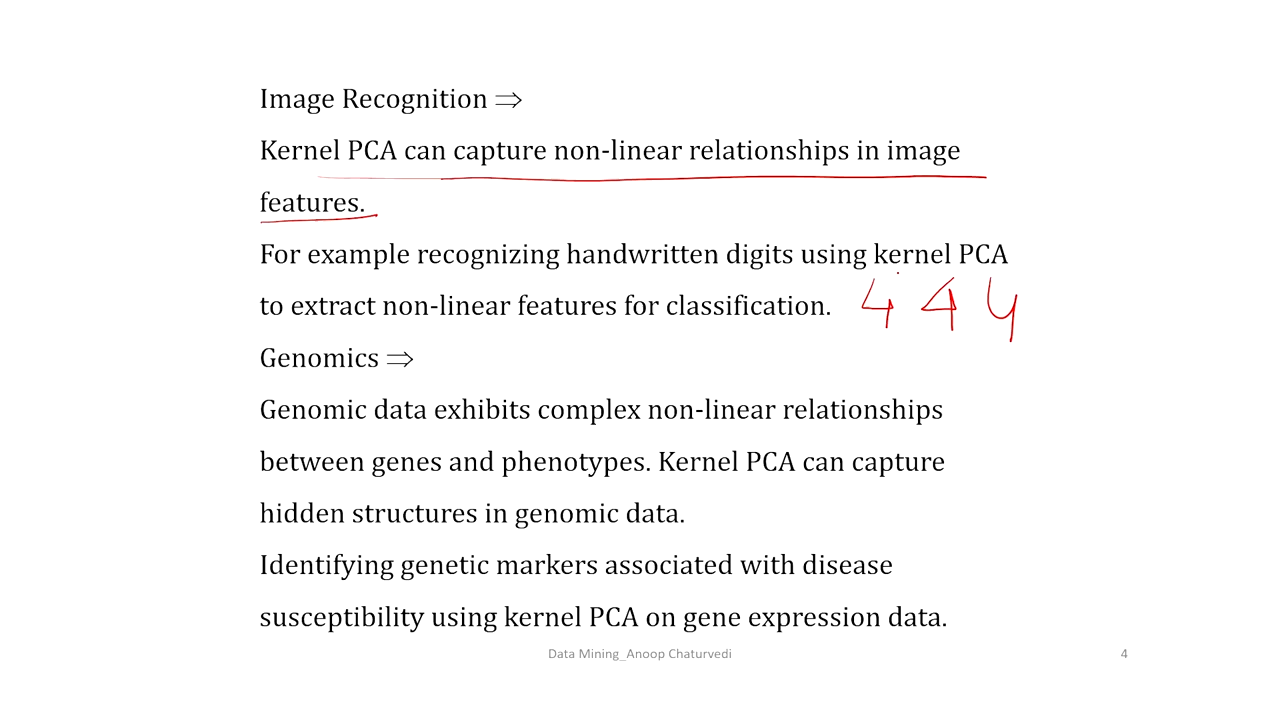 Image Recognition ⇒
Kernel PCA can capture non-linear relationships in image
features.
For example recognizing handwritten digits using kernel PCA
to extract non-linear features for classification. 4 4 4
Genomics ⇒
Genomic data exhibits complex non-linear relationships
between genes and phenotypes. Kernel PCA can capture
hidden structures in genomic data.
Identifying genetic markers associated with disease
susceptibility using kernel PCA on gene expression data.
Data Mining_Anoop Chaturvedi 4